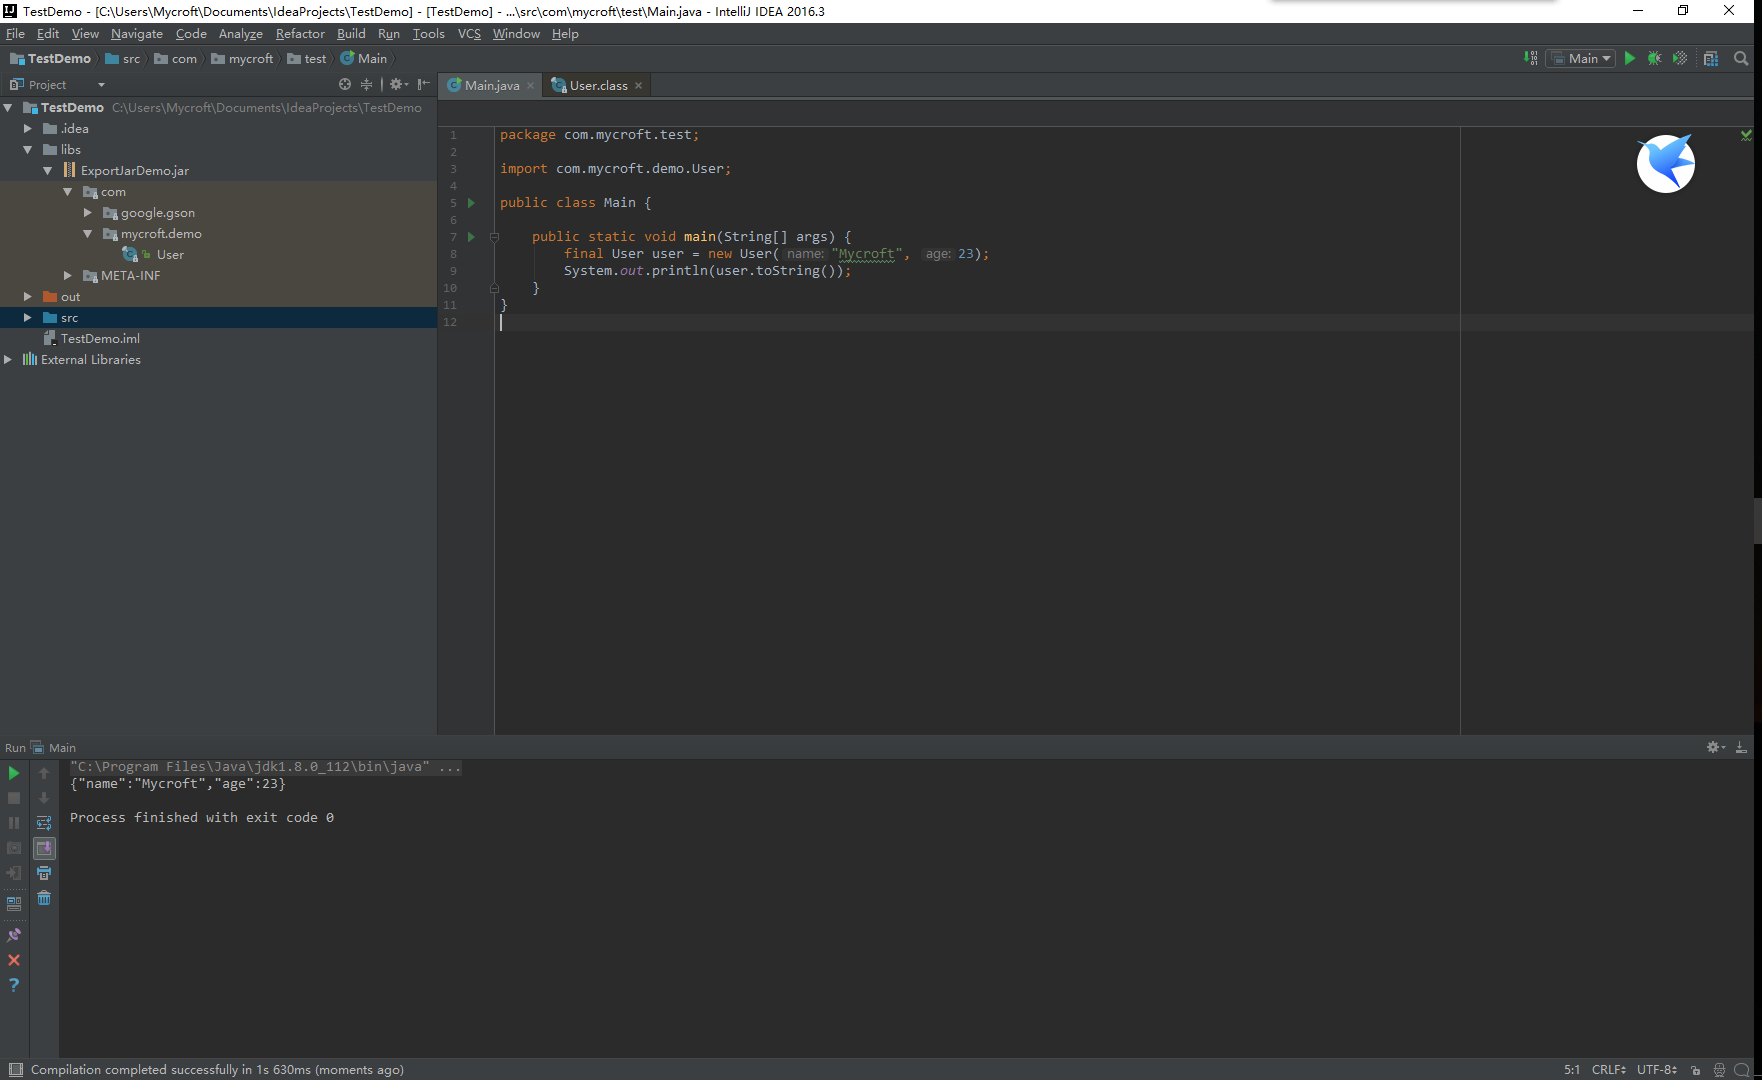 TestDemo - [C:\Users\Mycroft\Documents\IdeaProjects\TestDemo] - [TestDemo] - ...\src\com\mycroft\test\Main.java - IntelliJ IDEA 2016.3
File Edit View Navigate Code Analyze Refactor Build Run Tools VCS Window Help
TestDemo src com mycroft test Main
Main
Project
Main.java User.class
TestDemo C:\Users\Mycroft\Documents\IdeaProjects\TestDemo
.idea
libs
ExportJarDemo.jar
com
google.gson
mycroft.demo
User
META-INF
out
src
TestDemo.iml
External Libraries
1 package com.mycroft.test;
2
3 import com.mycroft.demo.User;
4
5 public class Main {
6
7 public static void main(String[] args) {
8 final User user = new User( name: "Mycroft", age: 23);
9 System.out.println(user.toString());
10 }
11 }
12
Run Main
"C:\Program Files\Java\jdk1.8.0_112\bin\java" ...
{"name":"Mycroft","age":23}
Process finished with exit code 0
Compilation completed successfully in 1s 630ms (moments ago)
5:1 CRLF UTF-8